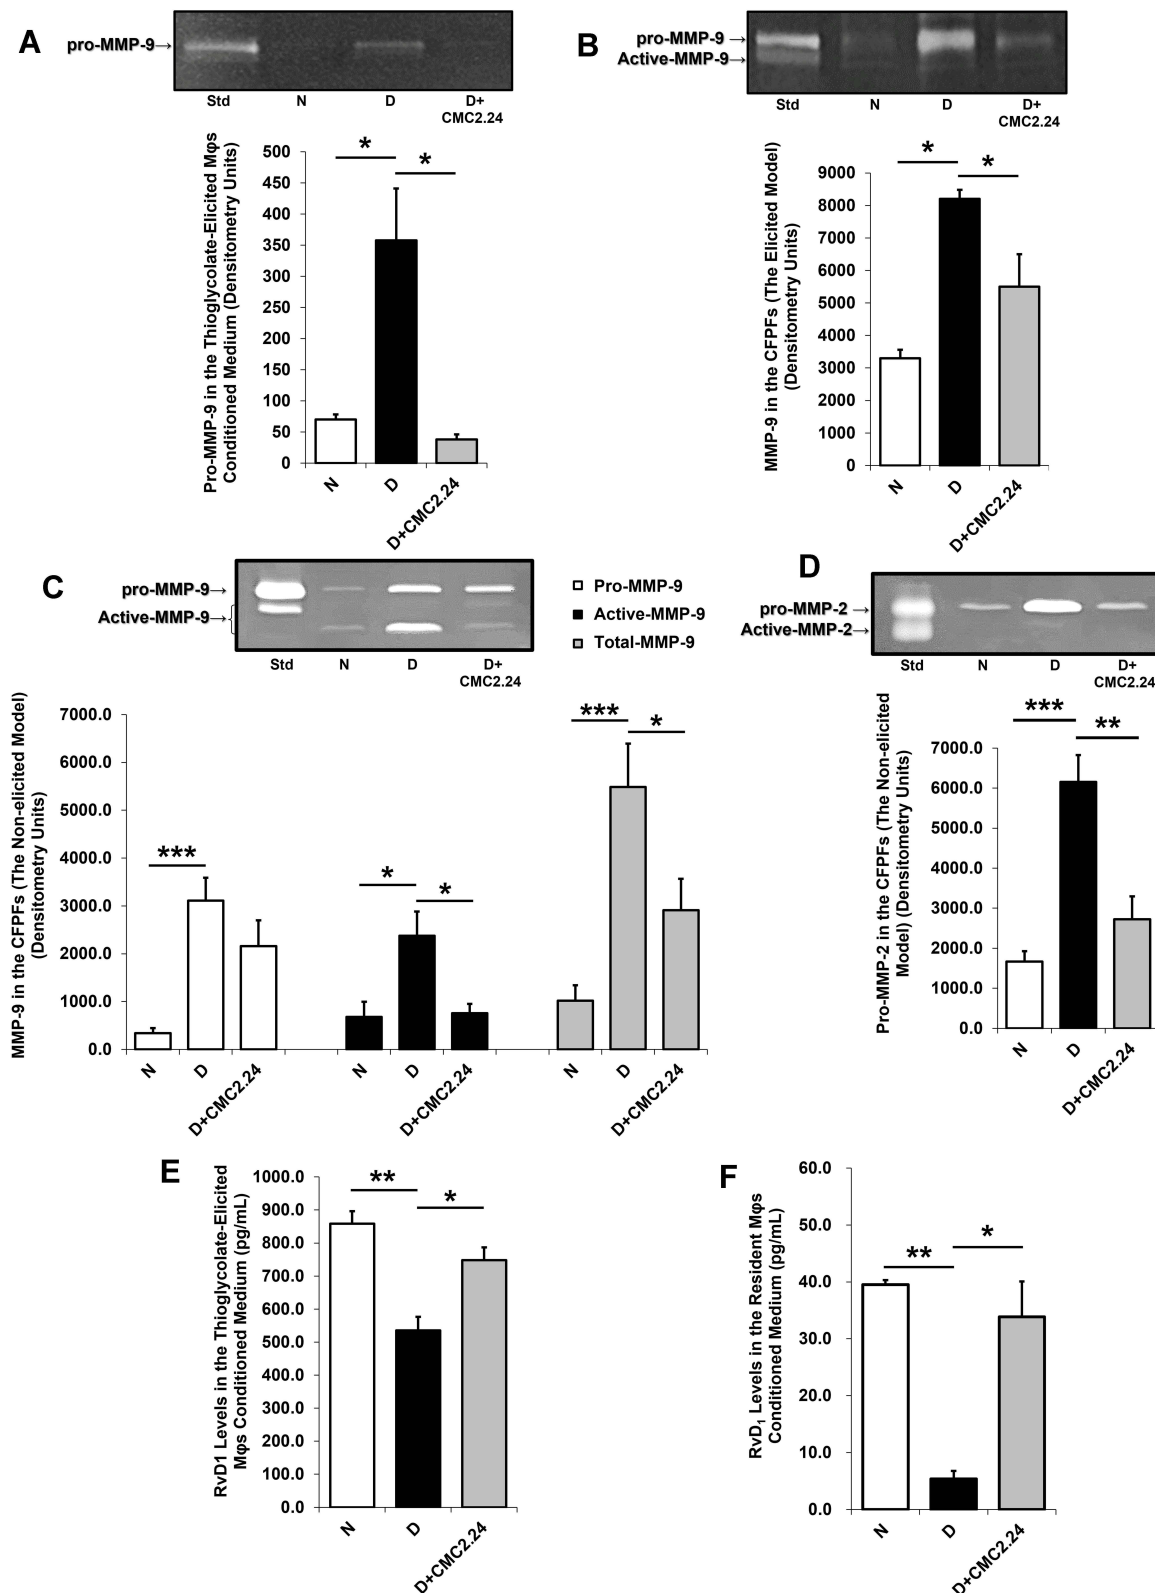 A
pro-MMP-9→
Std N D D+
CMC2.24
* *
Pro-MMP-9 in the Thioglycolate-Elicited Mφs
Conditioned Medium (Densitometry Units)
500
450
400
350
300
250
200
150
100
50
0
N D D+CMC2.24
B
pro-MMP-9 →
Active-MMP-9→
Std N D D+
CMC2.24
* *
MMP-9 in the CFPFs (The Elicited Model)
(Densitometry Units)
9000
8000
7000
6000
5000
4000
3000
2000
1000
0
N D D+CMC2.24
C
pro-MMP-9→
Active-MMP-9→
Std N D D+
CMC2.24
Pro-MMP-9
Active-MMP-9
Total-MMP-9
MMP-9 in the CFPFs (The Non-elicited Model)
(Densitometry Units)
7000.0
6000.0
5000.0
4000.0
3000.0
2000.0
1000.0
0.0
***
* *
*** *
N D D+CMC2.24 N D D+CMC2.24 N D D+CMC2.24
D
pro-MMP-2 →
Active-MMP-2→
Std N D D+
CMC2.24
*** **
Pro-MMP-2 in the CFPFs (The Non-elicited
Model) (Densitometry Units)
7000.0
6000.0
5000.0
4000.0
3000.0
2000.0
1000.0
0.0
N D D+CMC2.24
E
RvD1 Levels in the Thioglycolate-Elicited
Mφs Conditioned Medium (pg/mL)
1000.0
900.0
800.0
700.0
600.0
500.0
400.0
300.0
200.0
100.0
0.0
** *
N D D+CMC2.24
F
RvD1 Levels in the Resident Mφs
Conditioned Medium (pg/mL)
60.0
50.0
40.0
30.0
20.0
10.0
0.0
** *
N D D+CMC2.24